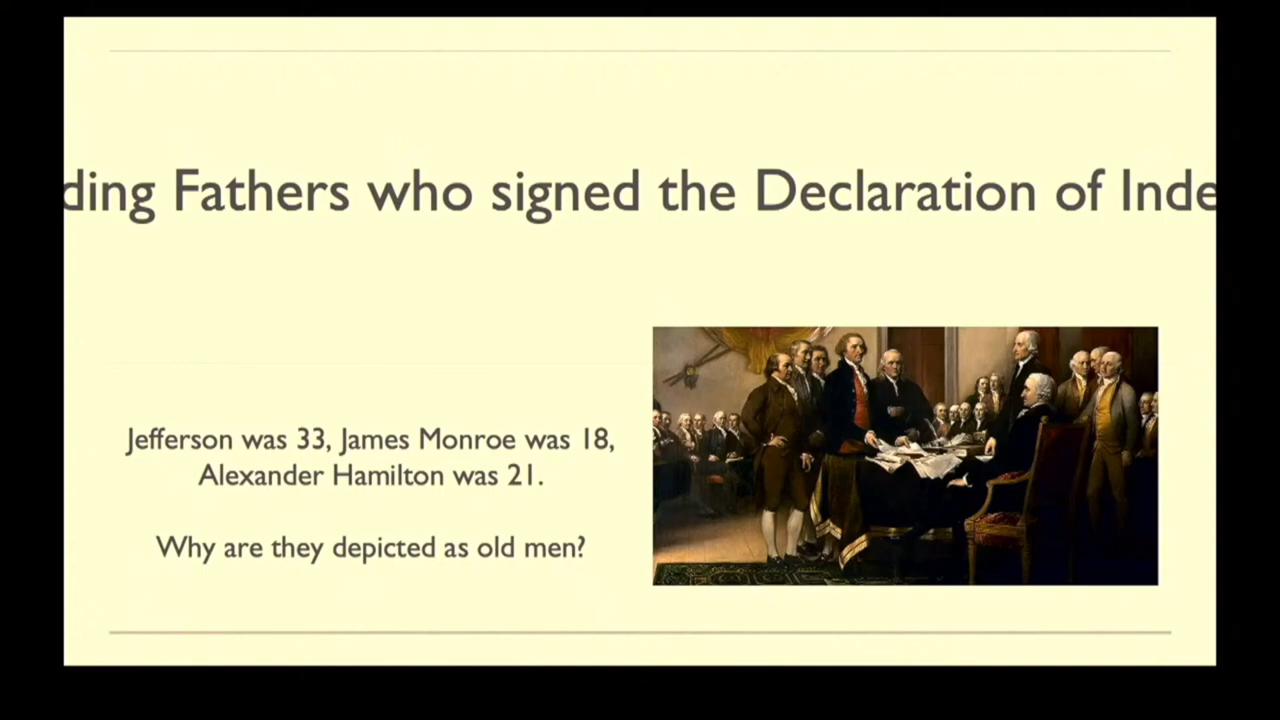 ding Fathers who signed the Declaration of Inde
Jefferson was 33, James Monroe was 18,
Alexander Hamilton was 21.
Why are they depicted as old men?